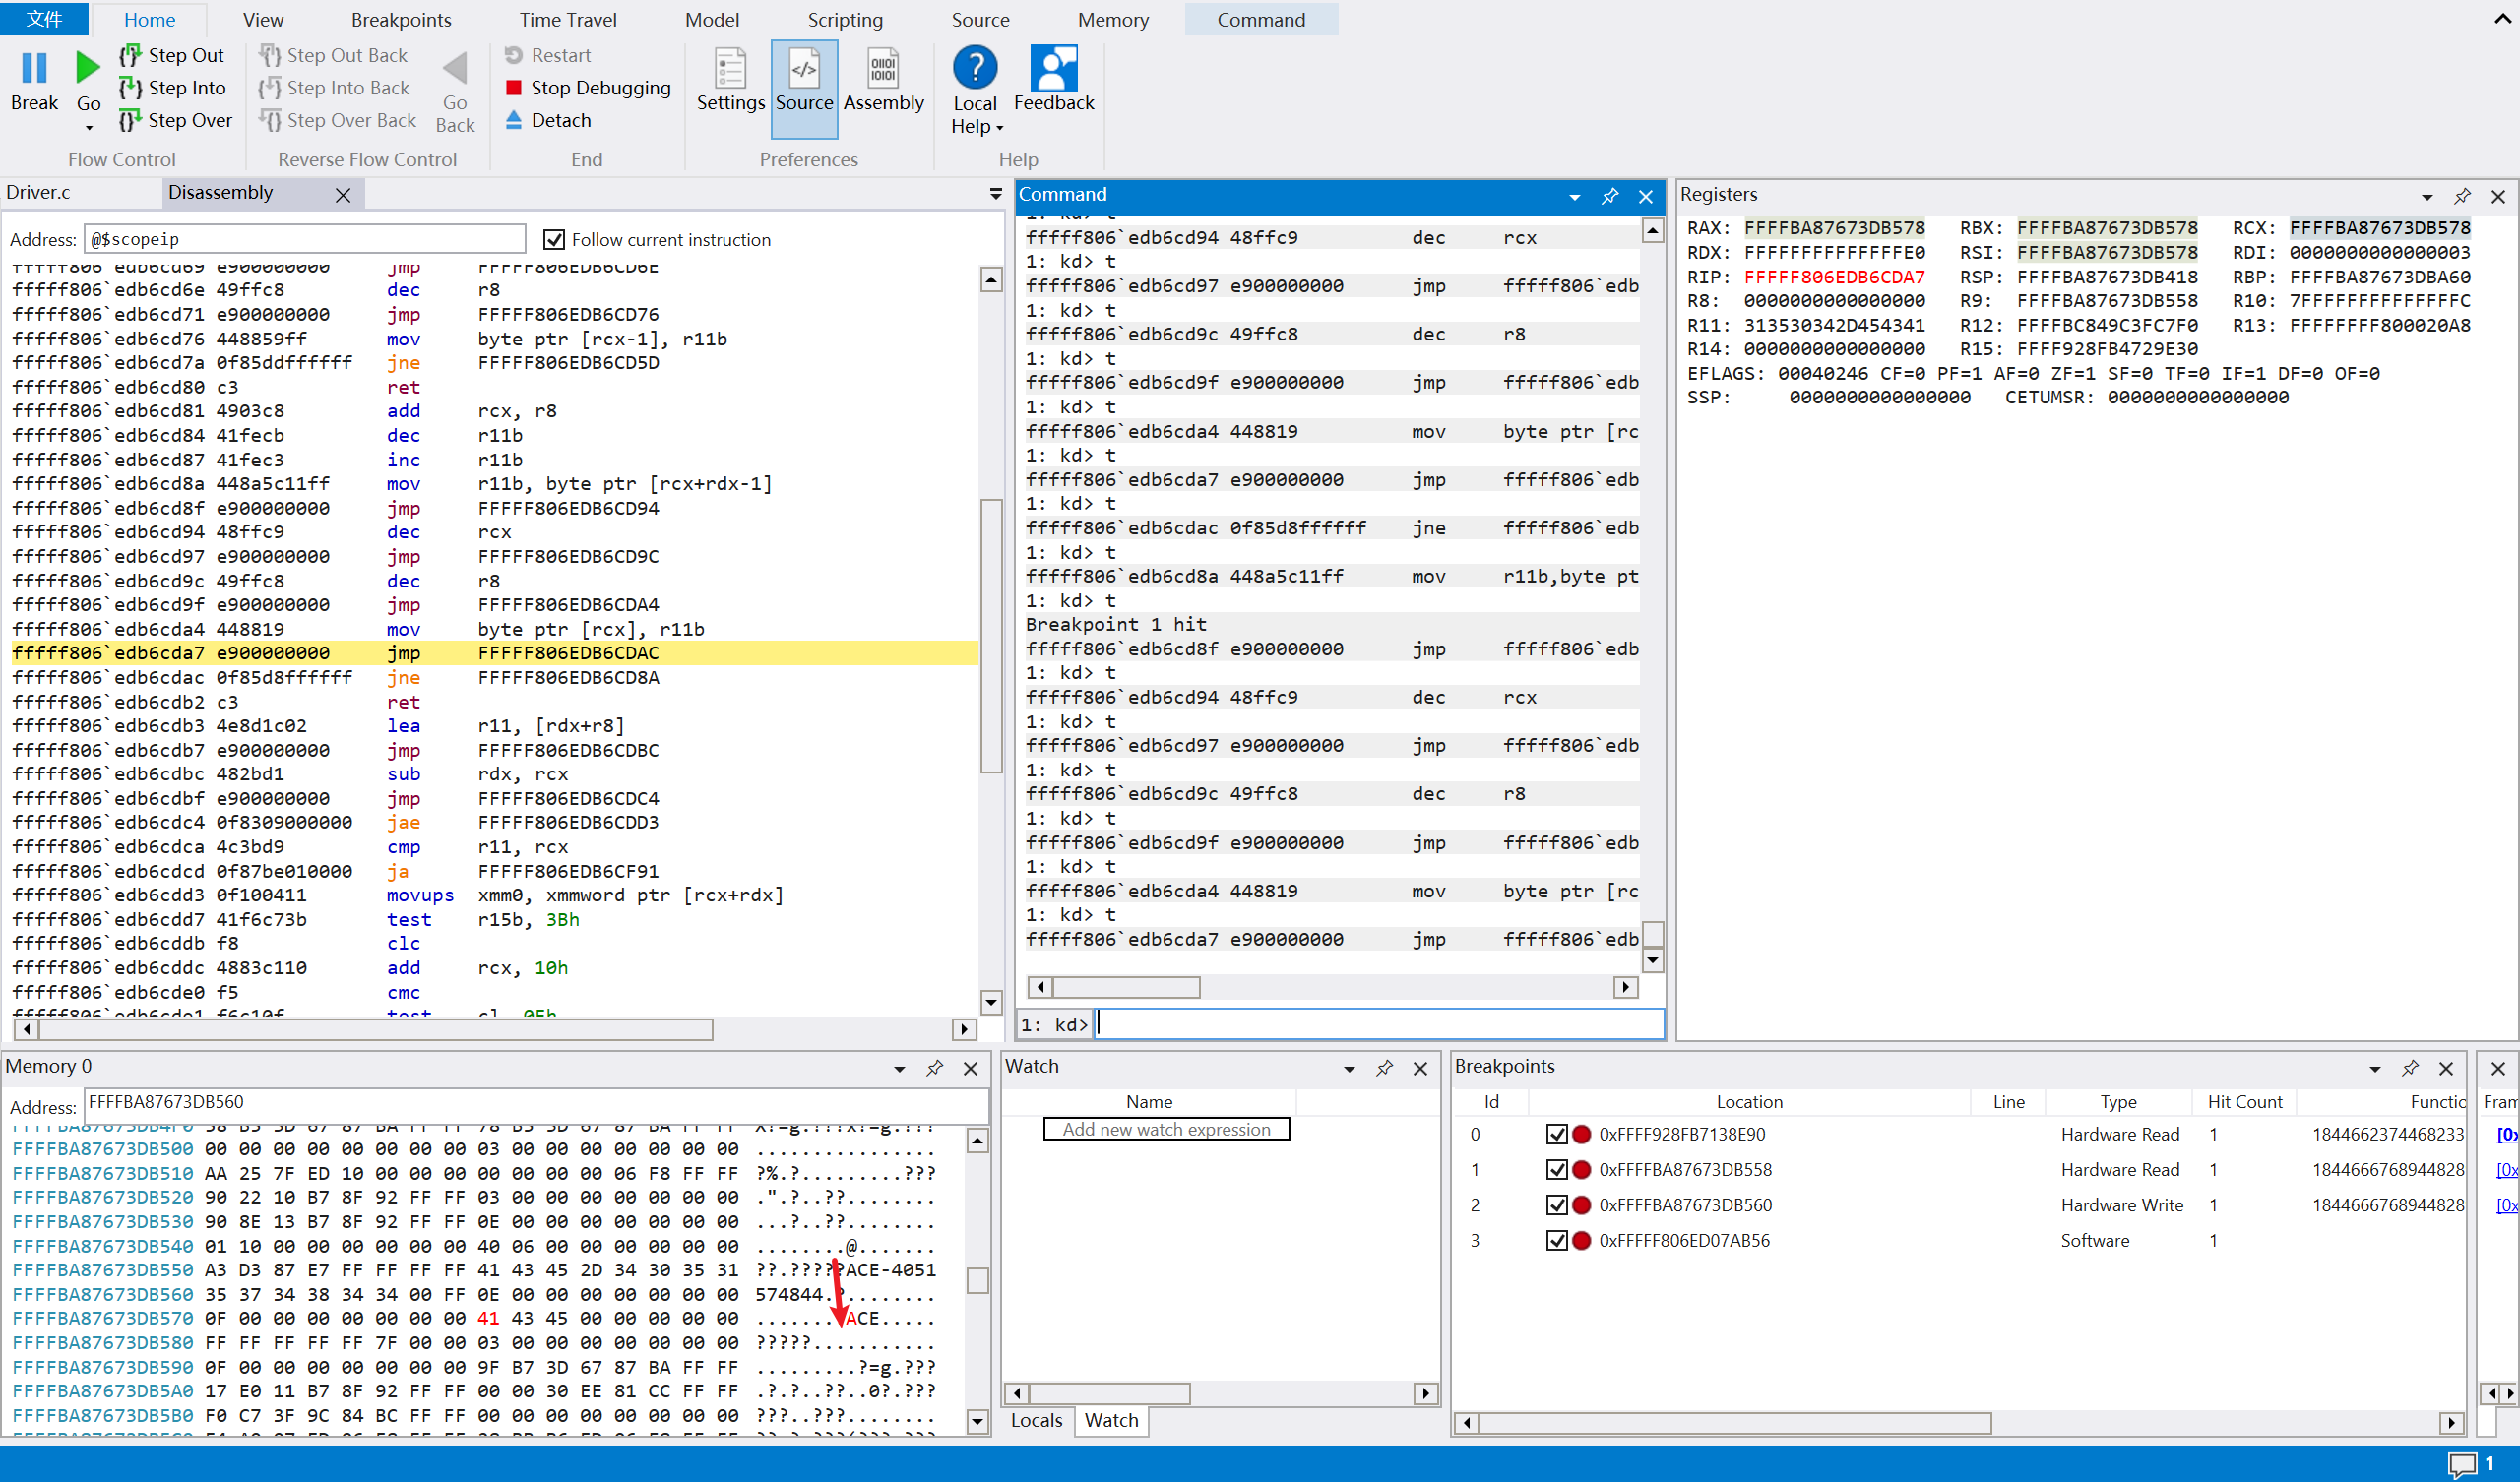 文件 Home View Breakpoints Time Travel Model Scripting Source Memory Command
Break Go Step Out Step Into Step Over
Flow Control
Step Out Back Step Into Back Step Over Back Go Back
Reverse Flow Control
Restart Stop Debugging Detach
End
Settings Source Assembly
Preferences
Local Help Feedback
Help
Driver.c Disassembly
Address: @$scopeip Follow current instruction
fffff806`edb6cd69 e900000000 jmp FFFFF806EDB6CD6E
fffff806`edb6cd6e 49ffc8 dec r8
fffff806`edb6cd71 e900000000 jmp FFFFF806EDB6CD76
fffff806`edb6cd76 448859ff mov byte ptr [rcx-1], r11b
fffff806`edb6cd7a 0f85ddffffff jne FFFFF806EDB6CD5D
fffff806`edb6cd80 c3 ret
fffff806`edb6cd81 4903c8 add rcx, r8
fffff806`edb6cd84 41fecb dec r11b
fffff806`edb6cd87 41fec3 inc r11b
fffff806`edb6cd8a 448a5c11ff mov r11b, byte ptr [rcx+rdx-1]
fffff806`edb6cd8f e900000000 jmp FFFFF806EDB6CD94
fffff806`edb6cd94 48ffc9 dec rcx
fffff806`edb6cd97 e900000000 jmp FFFFF806EDB6CD9C
fffff806`edb6cd9c 49ffc8 dec r8
fffff806`edb6cd9f e900000000 jmp FFFFF806EDB6CDA4
fffff806`edb6cda4 448819 mov byte ptr [rcx], r11b
fffff806`edb6cda7 e900000000 jmp FFFFF806EDB6CDAC
fffff806`edb6cdac 0f85d8ffffff jne FFFFF806EDB6CD8A
fffff806`edb6cdb2 c3 ret
fffff806`edb6cdb3 4e8d1c02 lea r11, [rdx+r8]
fffff806`edb6cdb7 e900000000 jmp FFFFF806EDB6CDBC
fffff806`edb6cdbc 482bd1 sub rdx, rcx
fffff806`edb6cdbf e900000000 jmp FFFFF806EDB6CDC4
fffff806`edb6cdc4 0f8309000000 jae FFFFF806EDB6CDD3
fffff806`edb6cdca 4c3bd9 cmp r11, rcx
fffff806`edb6cdcd 0f87be010000 ja FFFFF806EDB6CF91
fffff806`edb6cdd3 0f100411 movups xmm0, xmmword ptr [rcx+rdx]
fffff806`edb6cdd7 41f6c73b test r15b, 3Bh
fffff806`edb6cddb f8 clc
fffff806`edb6cddc 4883c110 add rcx, 10h
fffff806`edb6cde0 f5 cmc
Command
1: kd> t
fffff806`edb6cd94 48ffc9 dec rcx
1: kd> t
fffff806`edb6cd97 e900000000 jmp fffff806`edb
1: kd> t
fffff806`edb6cd9c 49ffc8 dec r8
1: kd> t
fffff806`edb6cd9f e900000000 jmp fffff806`edb
1: kd> t
fffff806`edb6cda4 448819 mov byte ptr [rc
1: kd> t
fffff806`edb6cda7 e900000000 jmp fffff806`edb
1: kd> t
fffff806`edb6cdac 0f85d8ffffff jne fffff806`edb
1: kd> t
fffff806`edb6cd8a 448a5c11ff mov r11b,byte pt
1: kd> t
Breakpoint 1 hit
fffff806`edb6cd8f e900000000 jmp fffff806`edb
1: kd> t
fffff806`edb6cd94 48ffc9 dec rcx
1: kd> t
fffff806`edb6cd97 e900000000 jmp fffff806`edb
1: kd> t
fffff806`edb6cd9c 49ffc8 dec r8
1: kd> t
fffff806`edb6cd9f e900000000 jmp fffff806`edb
1: kd> t
fffff806`edb6cda4 448819 mov byte ptr [rc
1: kd> t
fffff806`edb6cda7 e900000000 jmp fffff806`edb
1: kd>
Registers
RAX: FFFFBA87673DB578 RBX: FFFFBA87673DB578 RCX: FFFFBA87673DB578
RDX: FFFFFFFFFFFFFFE0 RSI: FFFFBA87673DB578 RDI: 0000000000000003
RIP: FFFFF806EDB6CDA7 RSP: FFFFBA87673DB418 RBP: FFFFBA87673DBA60
R8: 0000000000000000 R9: FFFFBA87673DB558 R10: 7FFFFFFFFFFFFFFC
R11: 313530342D454341 R12: FFFFBC849C3FC7F0 R13: FFFFFFFF800020A8
R14: 0000000000000000 R15: FFFF928FB4729E30
EFLAGS: 00040246 CF=0 PF=1 AF=0 ZF=1 SF=0 TF=0 IF=1 DF=0 OF=0
SSP: 0000000000000000 CETUMSR: 0000000000000000
Memory 0
Address: FFFFBA87673DB560
FFFFBA87673DB500 00 00 00 00 00 00 00 00 03 00 00 00 00 00 00 00 ................
FFFFBA87673DB510 AA 25 7F ED 10 00 00 00 00 00 00 00 06 F8 FF FF ?%.?.........???
FFFFBA87673DB520 90 22 10 B7 8F 92 FF FF 03 00 00 00 00 00 00 00 .".?..??........
FFFFBA87673DB530 90 8E 13 B7 8F 92 FF FF 0E 00 00 00 00 00 00 00 ...?..??........
FFFFBA87673DB540 01 10 00 00 00 00 00 00 40 06 00 00 00 00 00 00 ........@.......
FFFFBA87673DB550 A3 D3 87 E7 FF FF FF FF 41 43 45 2D 34 30 35 31 ??.?????ACE-4051
FFFFBA87673DB560 35 37 34 38 34 34 00 FF 0E 00 00 00 00 00 00 00 574844.?........
FFFFBA87673DB570 0F 00 00 00 00 00 00 00 41 43 45 00 00 00 00 00 ........ACE.....
FFFFBA87673DB580 FF FF FF FF FF 7F 00 00 03 00 00 00 00 00 00 00 ?????...........
FFFFBA87673DB590 0F 00 00 00 00 00 00 00 9F B7 3D 67 87 BA FF FF .........?=g.???
FFFFBA87673DB5A0 17 E0 11 B7 8F 92 FF FF 00 00 30 EE 81 CC FF FF .?.?..??..0?.???
FFFFBA87673DB5B0 F0 C7 3F 9C 84 BC FF FF 00 00 00 00 00 00 00 00 ???..???........
Watch
Name
Add new watch expression
Locals Watch
Breakpoints
Id Location Line Type Hit Count Functio
0 0xFFFF928FB7138E90 Hardware Read 1 1844662374468233
1 0xFFFFBA87673DB558 Hardware Read 1 1844666768944828
2 0xFFFFBA87673DB560 Hardware Write 1 1844666768944828
3 0xFFFFF806ED07AB56 Software 1
Fram
[0x
[0x
[0x
1